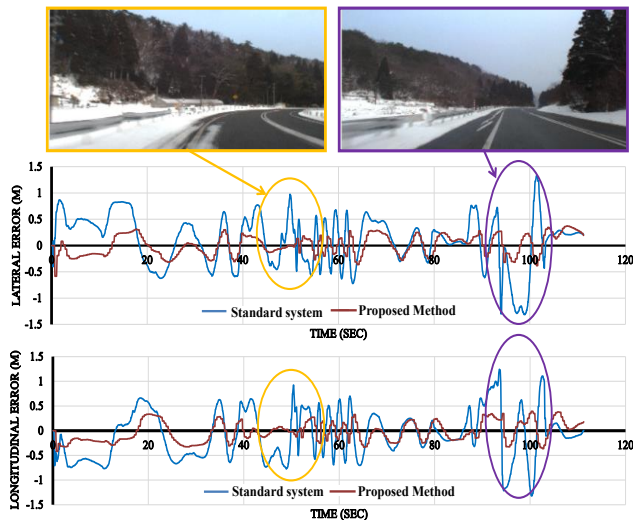 1.5
1
0.5
0
-0.5
-1
-1.5
0 20 40 60 80 100 120
LATERAL ERROR (M)
Standard system Proposed Method
TIME (SEC)
1.5
1
0.5
0
-0.5
-1
-1.5
0 20 40 60 80 100 120
LONGITUDINAL ERROR (M)
Standard system Proposed Method
TIME (SEC)